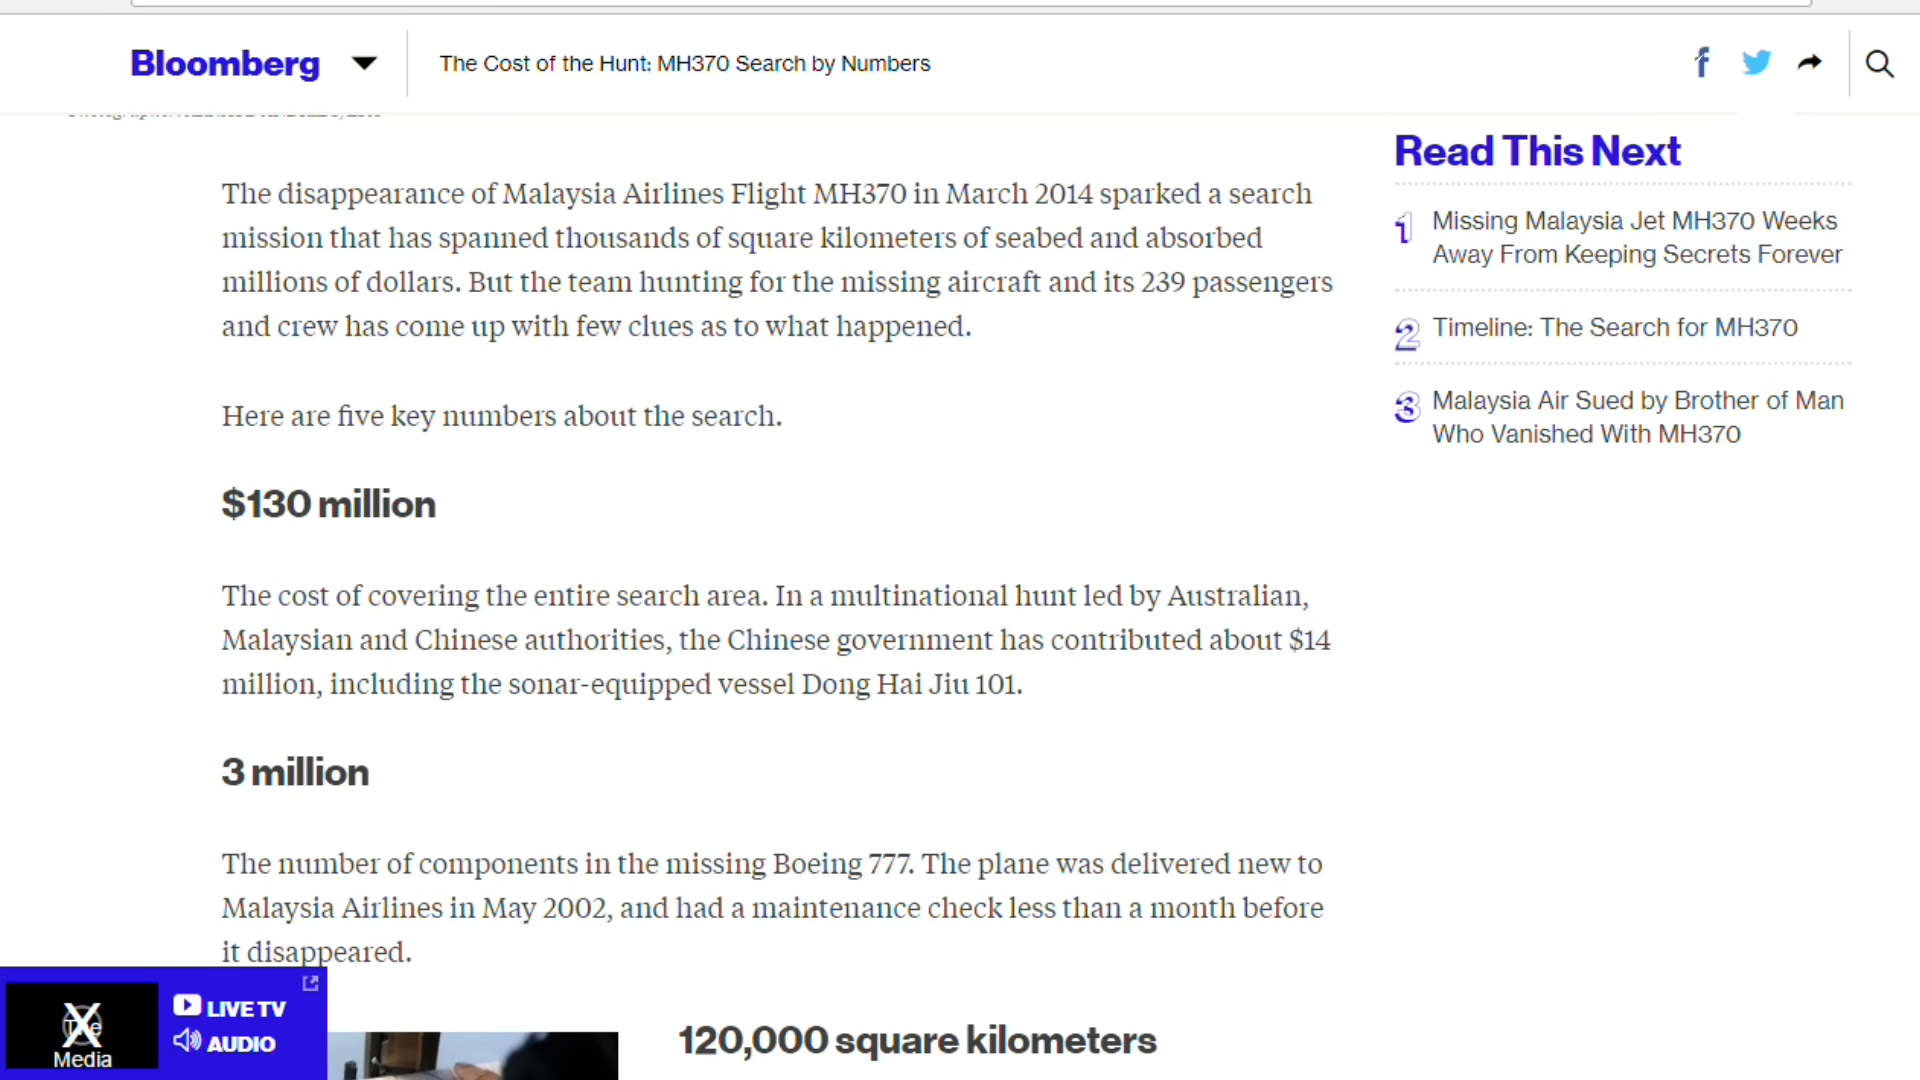 Bloomberg
The Cost of the Hunt: MH370 Search by Numbers
The disappearance of Malaysia Airlines Flight MH370 in March 2014 sparked a search
mission that has spanned thousands of square kilometers of seabed and absorbed
millions of dollars. But the team hunting for the missing aircraft and its 239 passengers
and crew has come up with few clues as to what happened.
Here are five key numbers about the search.
$130 million
The cost of covering the entire search area. In a multinational hunt led by Australian,
Malaysian and Chinese authorities, the Chinese government has contributed about $14
million, including the sonar-equipped vessel Dong Hai Jiu 101.
3 million
The number of components in the missing Boeing 777. The plane was delivered new to
Malaysia Airlines in May 2002, and had a maintenance check less than a month before
it disappeared.
120,000 square kilometers
Read This Next
1 Missing Malaysia Jet MH370 Weeks
Away From Keeping Secrets Forever
2 Timeline: The Search for MH370
3 Malaysia Air Sued by Brother of Man
Who Vanished With MH370
LIVE TV
AUDIO
The
X
Media